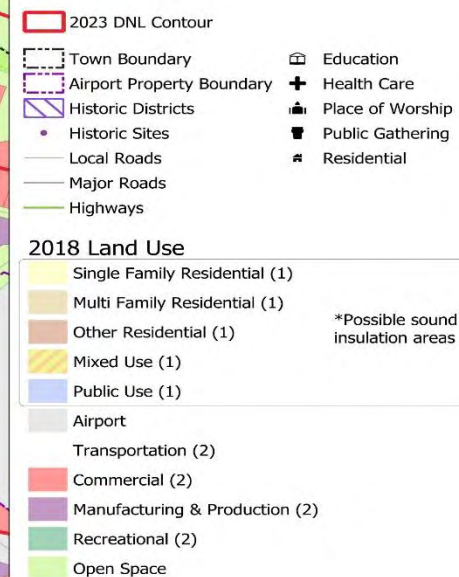 2023 DNL Contour
Town Boundary
Airport Property Boundary
Historic Districts
Historic Sites
Local Roads
Major Roads
Highways
Education
Health Care
Place of Worship
Public Gathering
Residential
2018 Land Use
Single Family Residential (1)
Multi Family Residential (1)
Other Residential (1)
Mixed Use (1)
Public Use (1)
*Possible sound
insulation areas
Airport
Transportation (2)
Commercial (2)
Manufacturing & Production (2)
Recreational (2)
Open Space